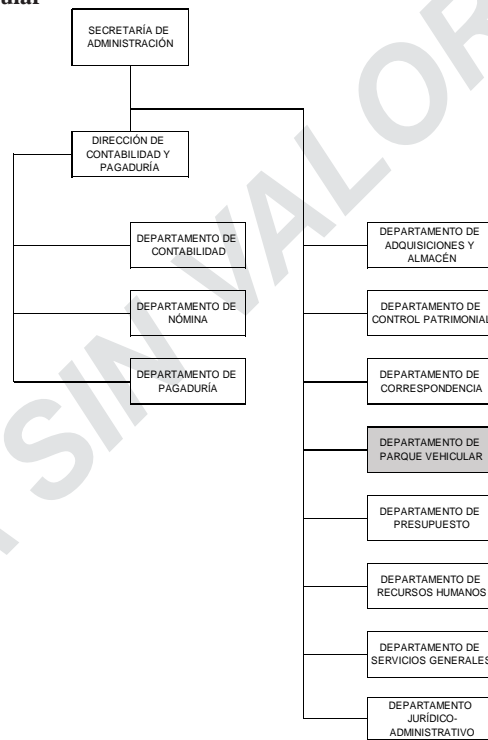 SECRETARÍA DE
ADMINISTRACIÓN
DIRECCIÓN DE
CONTABILIDAD Y
PAGADURÍA
DEPARTAMENTO DE
CONTABILIDAD
DEPARTAMENTO DE
NÓMINA
DEPARTAMENTO DE
PAGADURÍA
DEPARTAMENTO DE
ADQUISICIONES Y
ALMACÉN
DEPARTAMENTO DE
CONTROL PATRIMONIAL
DEPARTAMENTO DE
CORRESPONDENCIA
DEPARTAMENTO DE
PARQUE VEHICULAR
DEPARTAMENTO DE
PRESUPUESTO
DEPARTAMENTO DE
RECURSOS HUMANOS
DEPARTAMENTO DE
SERVICIOS GENERALES
DEPARTAMENTO
JURÍDICO-
ADMINISTRATIVO
SIN VALOR